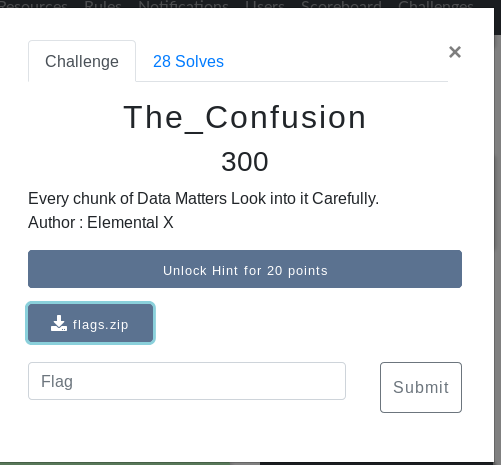 Resources Rules Notifications Users Scoreboard Challenges
Challenge
28 Solves
×
The_Confusion
300
Every chunk of Data Matters Look into it Carefully.
Author : Elemental X
Unlock Hint for 20 points
flags.zip
Flag
Submit